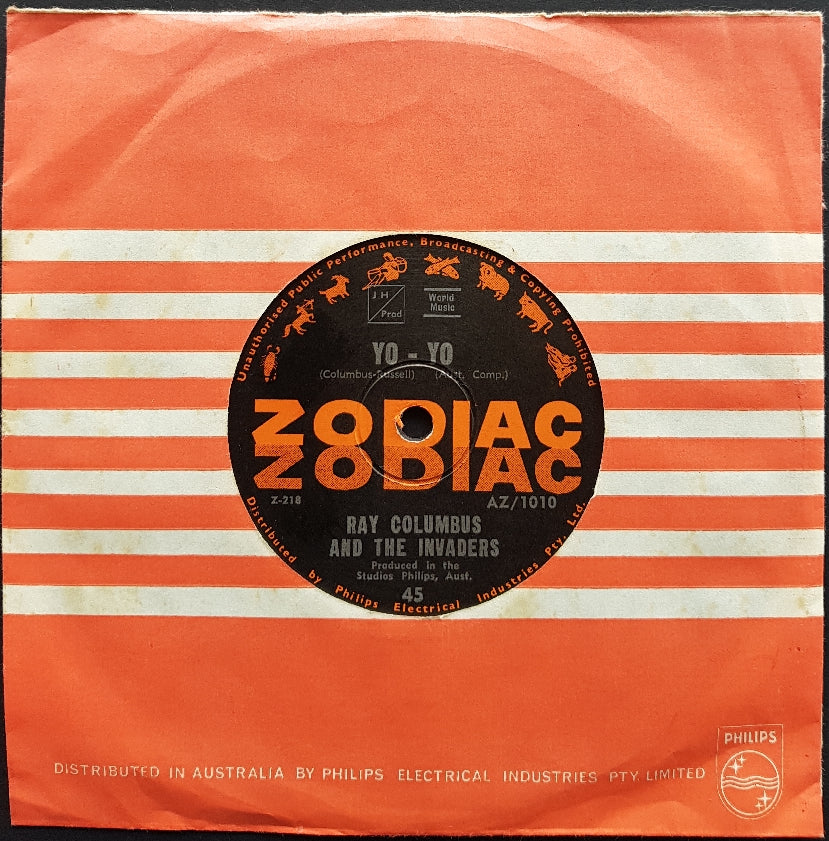 Unauthorised Public Performance, Broadcasting & Copying Prohibited
J H
Prod
World
Music
YO - YO
(Columbus-Russell) (Aust. Comp.)
ZODIAC
ZODIAC
Z-218 AZ/1010
RAY COLUMBUS
AND THE INVADERS
Produced in the
Studios Philips, Aust.
45
Distributed by Philips Electrical Industries Pty. Ltd.
PHILIPS
DISTRIBUTED IN AUSTRALIA BY PHILIPS ELECTRICAL INDUSTRIES PTY. LIMITED